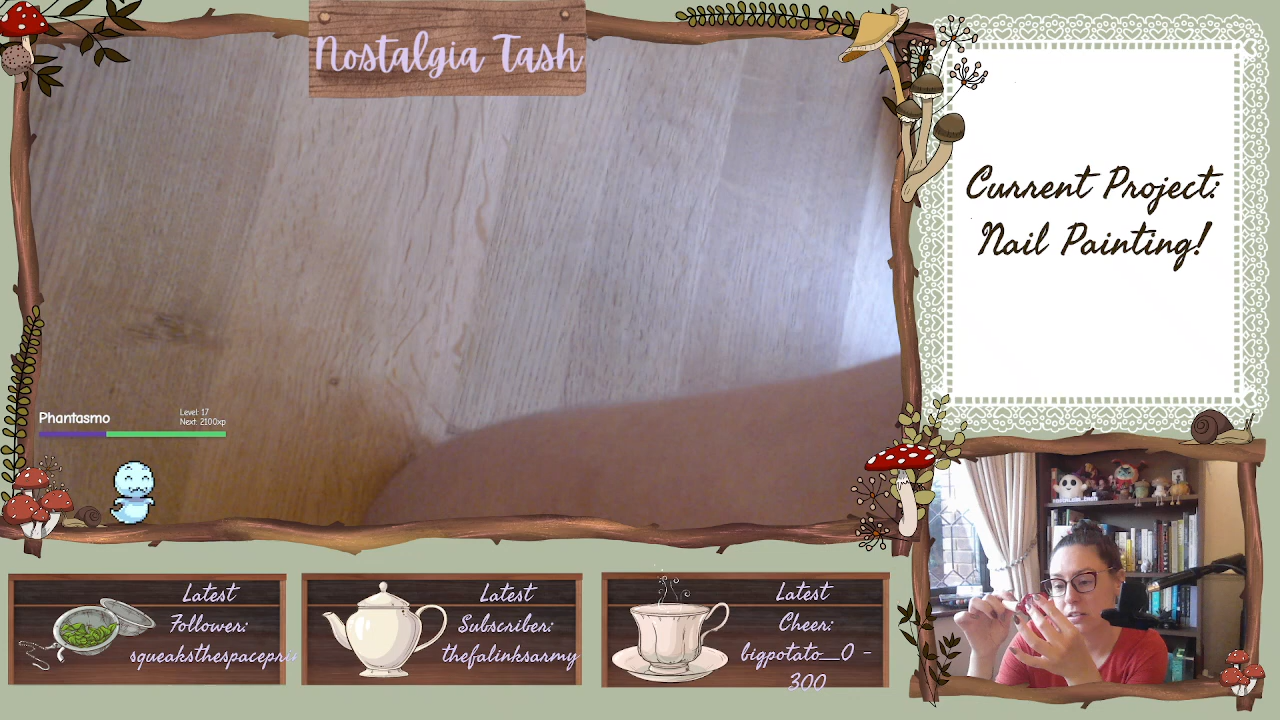 Nostalgia Tash
Current Project:
Nail Painting!
Phantasmo
Level: 17
Next: 2100xp
Latest
Follower:
Latest
Subscriber:
thefalinksarmy
Latest
Cheer:
bigpotato__0 -
300